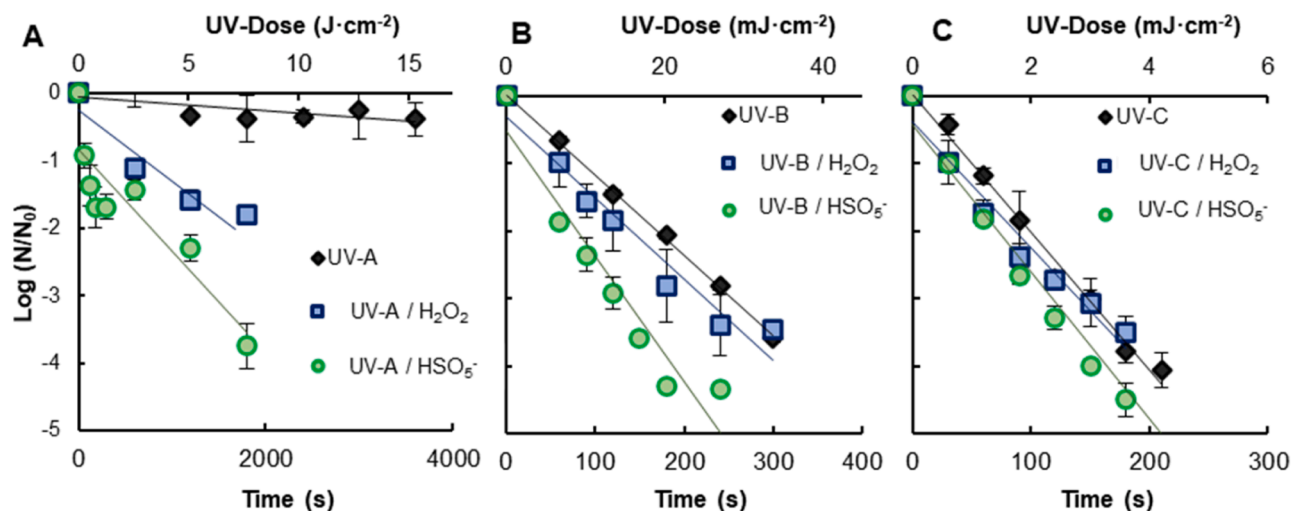 A
UV-Dose (J·cm⁻²)
0 5 10 15
0
-1
-2
-3
-4
-5
Log (N/N₀)
UV-A
UV-A / H₂O₂
UV-A / HSO₅⁻
0 2000 4000
Time (s)
B
UV-Dose (mJ·cm⁻²)
0 20 40
UV-B
UV-B / H₂O₂
UV-B / HSO₅⁻
0 100 200 300 400
Time (s)
C
UV-Dose (mJ·cm⁻²)
0 2 4 6
UV-C
UV-C / H₂O₂
UV-C / HSO₅⁻
0 100 200 300
Time (s)